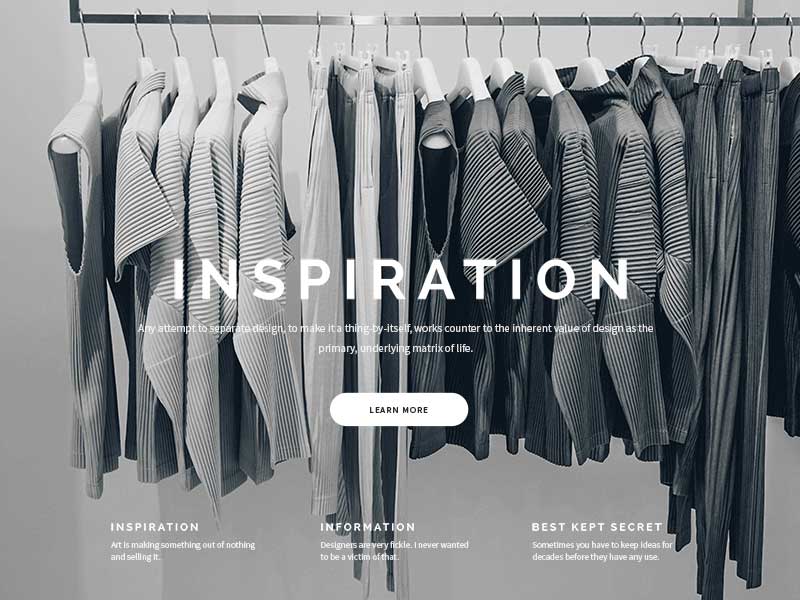 INSPIRATION
Any attempt to separate design, to make it a thing-by-itself, works counter to the inherent value of design as the
primary, underlying matrix of life.
LEARN MORE
INSPIRATION
Art is making something out of nothing
and selling it.
INFORMATION
Designers are very fickle. I never wanted
to be a victim of that.
BEST KEPT SECRET
Sometimes you have to keep ideas for
decades before they have any use.